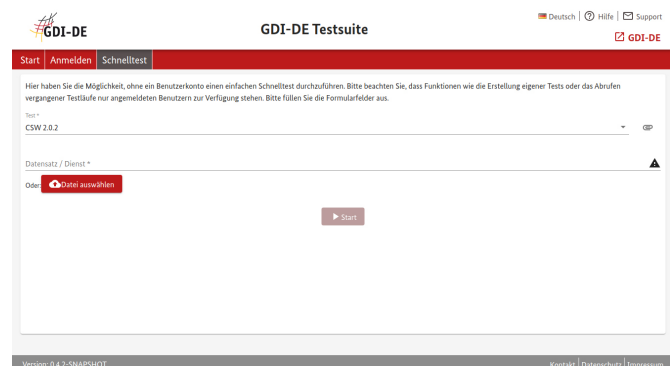 GDI-DE
GDI-DE Testsuite
Deutsch | Hilfe | Support
GDI-DE
Start | Anmelden | Schnelltest
Hier haben Sie die Möglichkeit, ohne ein Benutzerkonto einen einfachen Schnelltest durchzuführen. Bitte beachten Sie, dass Funktionen wie die Erstellung eigener Tests oder das Abrufen
vergangener Testläufe nur angemeldeten Benutzern zur Verfügung stehen. Bitte füllen Sie die Formularfelder aus.
Test *
CSW 2.0.2
Datensatz / Dienst *
Oder: Datei auswählen
Start
Version: 0.4.2-SNAPSHOT
Kontakt | Datenschutz | Impressum